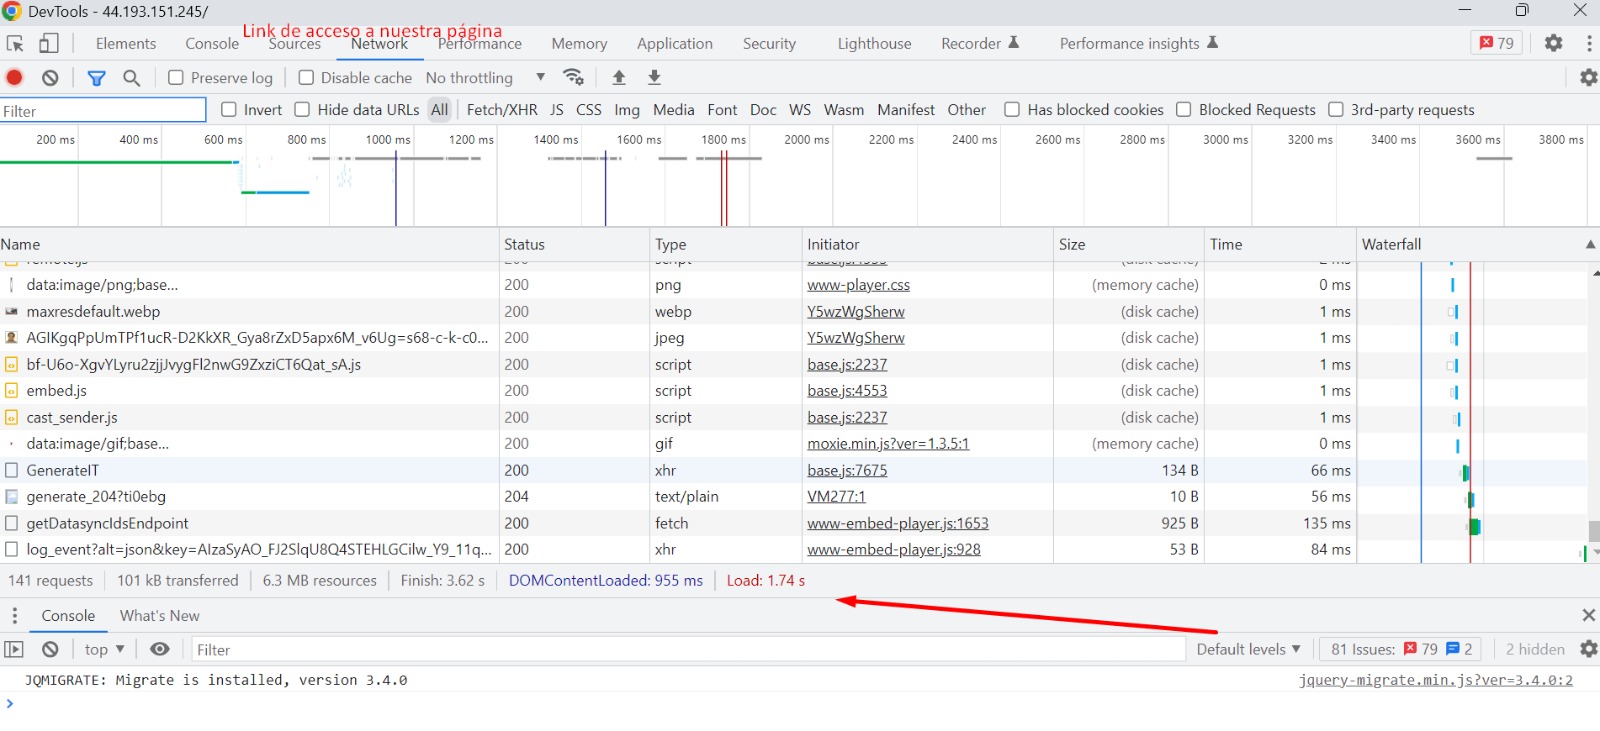 DevTools - 44.193.151.245/
Link de acceso a nuestra página
Elements Console Sources Network Performance Memory Application Security Lighthouse Recorder Performance insights 79
Preserve log Disable cache No throttling
Filter Invert Hide data URLs All Fetch/XHR JS CSS Img Media Font Doc WS Wasm Manifest Other Has blocked cookies Blocked Requests 3rd-party requests
200 ms 400 ms 600 ms 800 ms 1000 ms 1200 ms 1400 ms 1600 ms 1800 ms 2000 ms 2200 ms 2400 ms 2600 ms 2800 ms 3000 ms 3200 ms 3400 ms 3600 ms 3800 ms
Name Status Type Initiator Size Time Waterfall
remote.js 200 script base.js:4553 (disk cache) 2 ms
data:image/png;base... 200 png www-player.css (memory cache) 0 ms
maxresdefault.webp 200 webp Y5wzWgSherw (disk cache) 1 ms
AGIKgqPpUmTPf1ucR-D2KkXR_Gya8rZxD5apx6M_v6Ug=s68-c-k-c0... 200 jpeg Y5wzWgSherw (disk cache) 1 ms
bf-U6o-XgvYLyru2zjjJvygFl2nwG9ZxziCT6Qat_sA.js 200 script base.js:2237 (disk cache) 1 ms
embed.js 200 script base.js:4553 (disk cache) 1 ms
cast_sender.js 200 script base.js:2237 (disk cache) 1 ms
data:image/gif;base... 200 gif moxie.min.js?ver=1.3.5:1 (memory cache) 0 ms
GenerateIT 200 xhr base.js:7675 134 B 66 ms
generate_204?ti0ebg 204 text/plain VM277:1 10 B 56 ms
getDatasyncIdsEndpoint 200 fetch www-embed-player.js:1653 925 B 135 ms
log_event?alt=json&key=AIzaSyAO_FJ2SlqU8Q4STEHLGCilw_Y9_11q... 200 xhr www-embed-player.js:928 53 B 84 ms
141 requests 101 kB transferred 6.3 MB resources Finish: 3.62 s DOMContentLoaded: 955 ms Load: 1.74 s
Console What's New
top Filter Default levels 81 Issues: 79 2 2 hidden
JQMIGRATE: Migrate is installed, version 3.4.0 jquery-migrate.min.js?ver=3.4.0:2